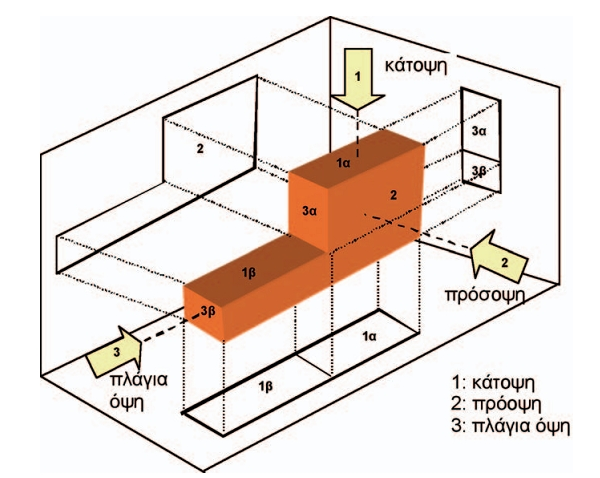 1
κάτοψη
2
1α
3α
3β
3α
2
1β
3β
2
πρόσοψη
3
πλάγια
όψη
1α
1β
1: κάτοψη
2: πρόοψη
3: πλάγια όψη